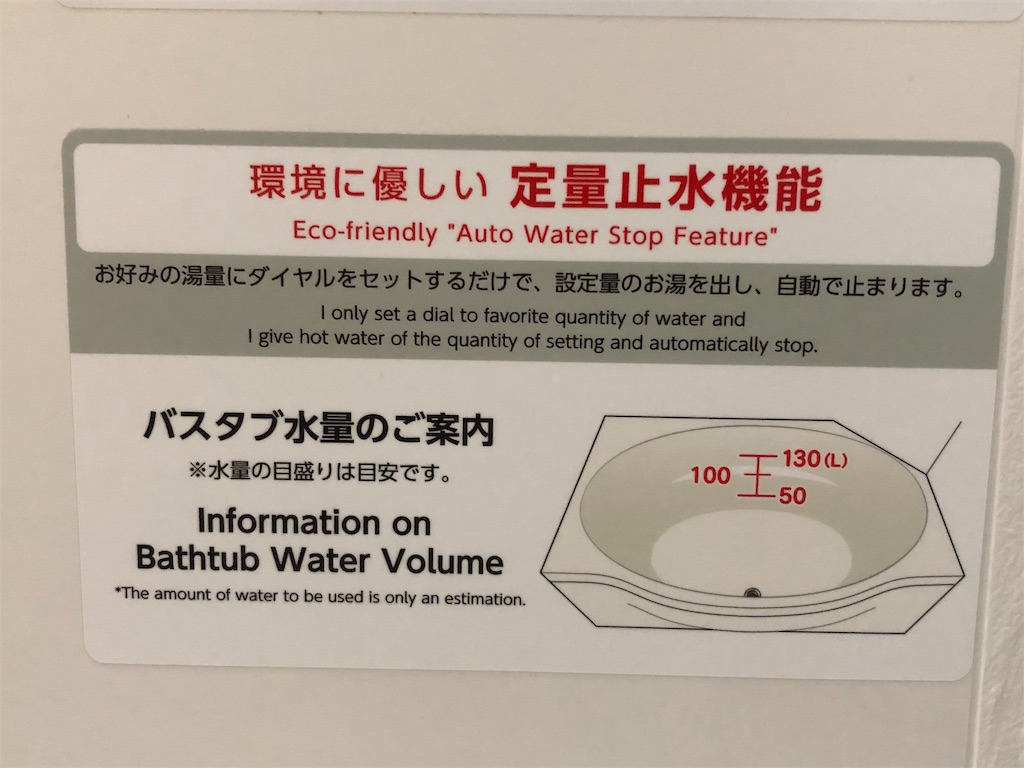 環境に優しい 定量止水機能
Eco-friendly "Auto Water Stop Feature"
お好みの湯量にダイヤルをセットするだけで、設定量のお湯を出し、自動で止まります。
I only set a dial to favorite quantity of water and
I give hot water of the quantity of setting and automatically stop.
バスタブ水量のご案内
※水量の目盛りは目安です。
Information on
Bathtub Water Volume
*The amount of water to be used is only an estimation.
130(L)
100
50